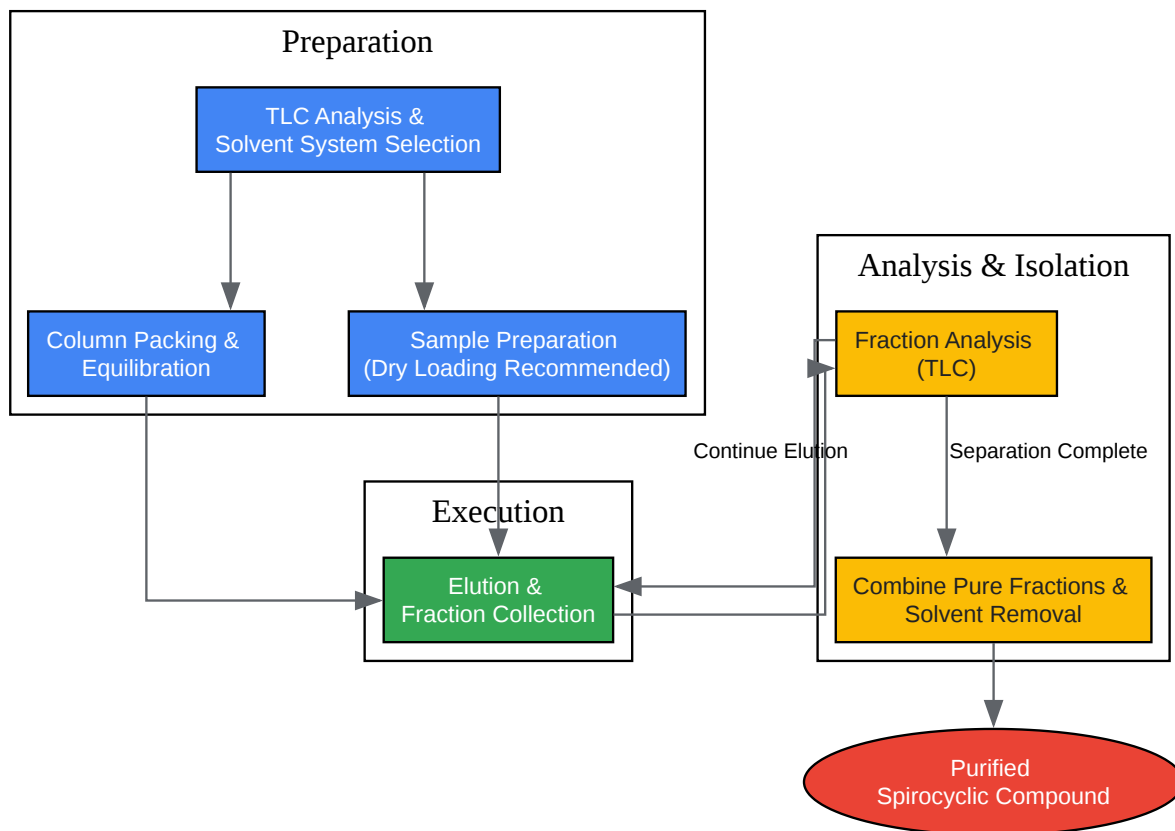 Preparation
TLC Analysis &
Solvent System Selection
Column Packing &
Equilibration
Sample Preparation
(Dry Loading Recommended)
Analysis & Isolation
Fraction Analysis
(TLC)
Continue Elution
Separation Complete
Execution
Elution &
Fraction Collection
Combine Pure Fractions &
Solvent Removal
Purified
Spirocyclic Compound